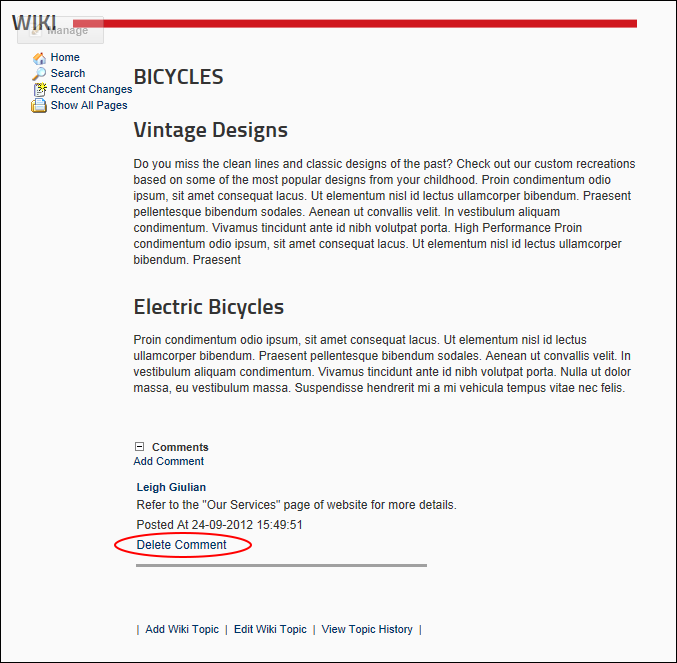 WIKI
Manage
Home
Search
Recent Changes
Show All Pages
BICYCLES
Vintage Designs
Do you miss the clean lines and classic designs of the past? Check out our custom recreations
based on some of the most popular designs from your childhood. Proin condimentum odio
ipsum, sit amet consequat lacus. Ut elementum nisl id lectus ullamcorper bibendum. Praesent
pellentesque bibendum sodales. Aenean ut convallis velit. In vestibulum aliquam
condimentum. Vivamus tincidunt ante id nibh volutpat porta. High Performance Proin
condimentum odio ipsum, sit amet consequat lacus. Ut elementum nisl id lectus ullamcorper
bibendum. Praesent
Electric Bicycles
Proin condimentum odio ipsum, sit amet consequat lacus. Ut elementum nisl id lectus
ullamcorper bibendum. Praesent pellentesque bibendum sodales. Aenean ut convallis velit. In
vestibulum aliquam condimentum. Vivamus tincidunt ante id nibh volutpat porta. Nulla ut dolor
massa, eu vestibulum massa. Suspendisse hendrerit mi a mi vehicula tempus vitae nec felis.
Comments
Add Comment
Leigh Giulian
Refer to the "Our Services" page of website for more details.
Posted At 24-09-2012 15:49:51
Delete Comment
| Add Wiki Topic | Edit Wiki Topic | View Topic History |